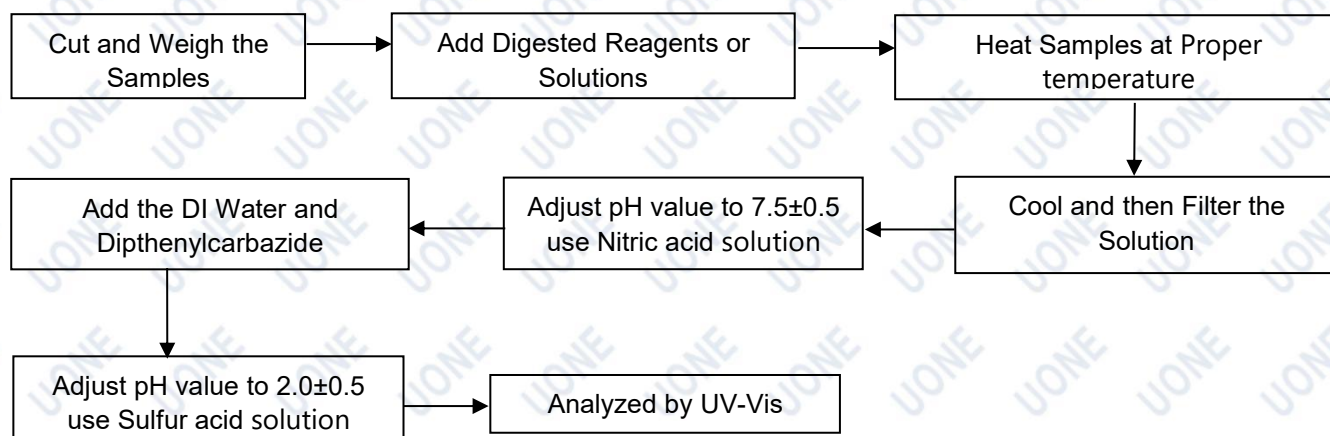 Cut and Weigh the
Samples
Add Digested Reagents or
Solutions
Heat Samples at Proper
temperature
Cool and then Filter the
Solution
Adjust pH value to 7.5±0.5
use Nitric acid solution
Add the DI Water and
Dipthenylcarbazide
Adjust pH value to 2.0±0.5
use Sulfur acid solution
Analyzed by UV-Vis
UONE